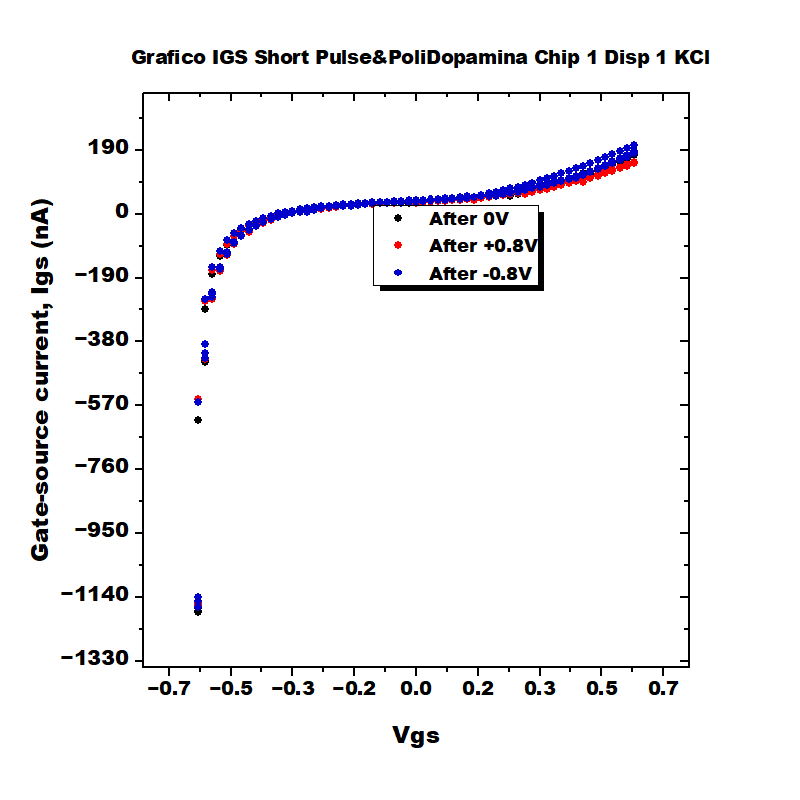 Grafico IGS Short Pulse&PoliDopamina Chip 1 Disp 1 KCl
Gate-source current, Igs (nA)
190
0
−190
−380
−570
−760
−950
−1140
−1330
After 0V
After +0.8V
After -0.8V
−0.7 −0.5 −0.2 −0.3 0.0 0.2 0.3 0.5 0.7
Vgs